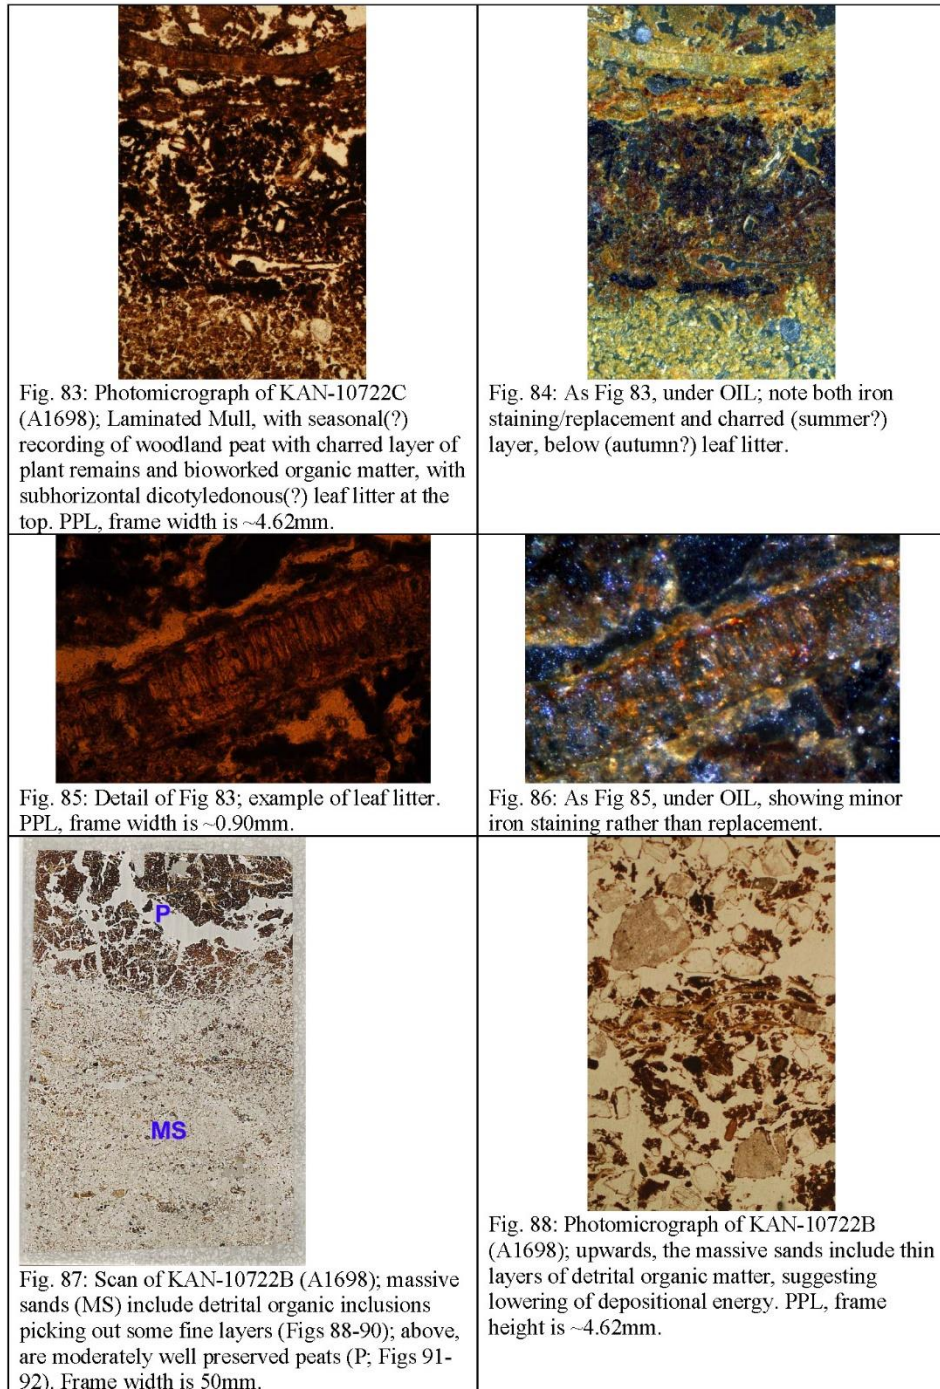 Fig. 83: Photomicrograph of KAN-10722C
(A1698); Laminated Mull, with seasonal(?)
recording of woodland peat with charred layer of
plant remains and bioworked organic matter, with
subhorizontal dicotyledonous(?) leaf litter at the
top. PPL, frame width is ~4.62mm.
Fig. 84: As Fig 83, under OIL; note both iron
staining/replacement and charred (summer?)
layer, below (autumn?) leaf litter.
Fig. 85: Detail of Fig 83; example of leaf litter.
PPL, frame width is ~0.90mm.
Fig. 86: As Fig 85, under OIL, showing minor
iron staining rather than replacement.
P
MS
Fig. 87: Scan of KAN-10722B (A1698); massive
sands (MS) include detrital organic inclusions
picking out some fine layers (Figs 88-90); above,
are moderately well preserved peats (P; Figs 91-
92). Frame width is 50mm.
Fig. 88: Photomicrograph of KAN-10722B
(A1698); upwards, the massive sands include thin
layers of detrital organic matter, suggesting
lowering of depositional energy. PPL, frame
height is ~4.62mm.